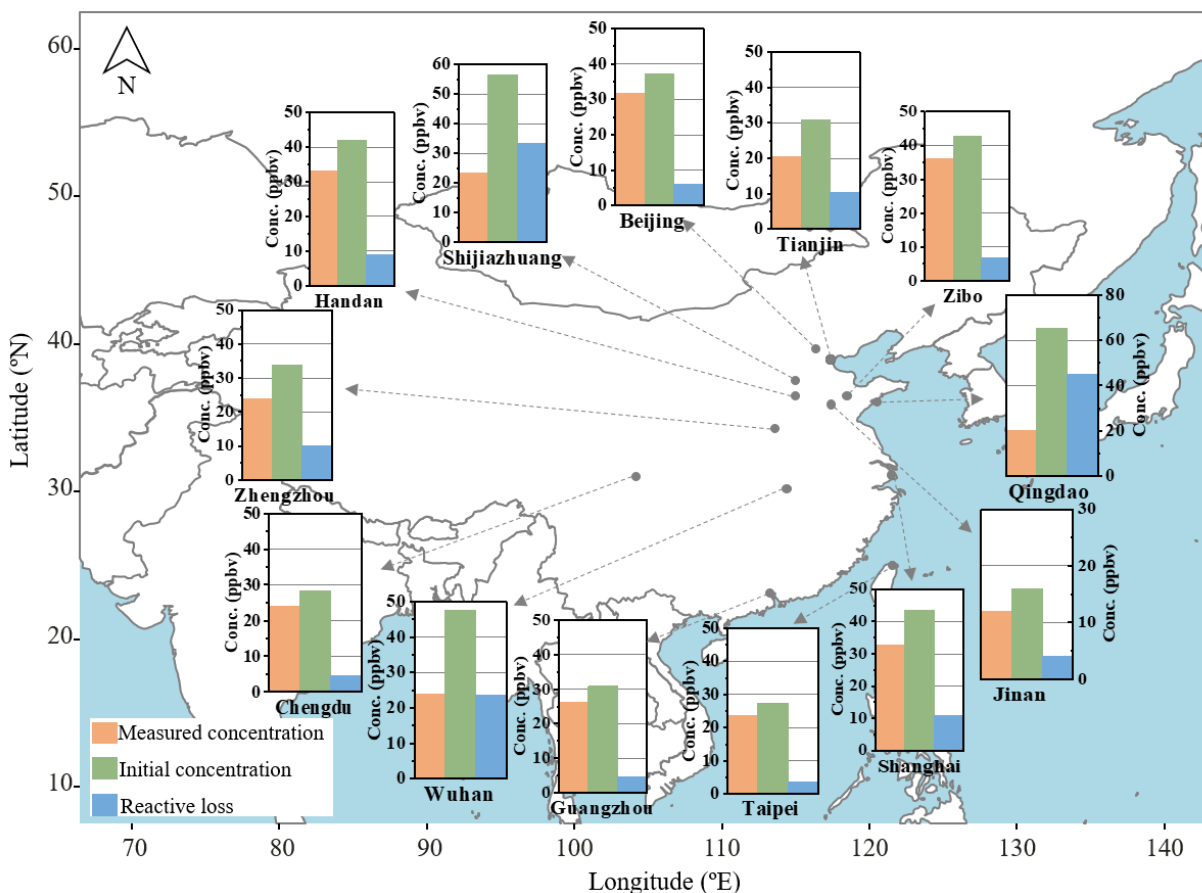 60
50
40
30
20
10
Latitude (ºN)
70
80
90
100
110
120
130
140
Longitude (ºE)
N
50
40
30
20
10
0
Conc. (ppbv)
Handan
60
50
40
30
20
10
0
Conc. (ppbv)
Shijiazhuang
50
40
30
20
10
0
Conc. (ppbv)
Beijing
50
40
30
20
10
0
Conc. (ppbv)
Tianjin
50
40
30
20
10
0
Conc. (ppbv)
Zibo
50
40
30
20
10
0
Conc. (ppbv)
Zhengzhou
80
60
40
20
0
Conc. (ppbv)
Qingdao
50
40
30
20
10
0
Conc. (ppbv)
Chengdu
50
40
30
20
10
0
Conc. (ppbv)
Wuhan
50
40
30
20
10
0
Conc. (ppbv)
Guangzhou
50
40
30
20
10
0
Conc. (ppbv)
Taipei
50
40
30
20
10
0
Conc. (ppbv)
Shanghai
30
20
10
0
Conc. (ppbv)
Jinan
Measured concentration
Initial concentration
Reactive loss